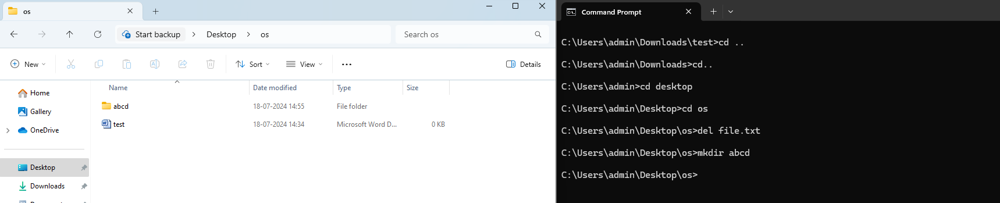 os
Start backup > Desktop > os
Search os
New
Sort
View
Details
Home
Gallery
OneDrive
Desktop
Downloads
Name Date modified Type Size
abcd 18-07-2024 14:55 File folder
test 18-07-2024 14:34 Microsoft Word D... 0 KB
Command Prompt
C:\Users\admin\Downloads\test>cd ..
C:\Users\admin\Downloads>cd..
C:\Users\admin>cd desktop
C:\Users\admin\Desktop>cd os
C:\Users\admin\Desktop\os>del file.txt
C:\Users\admin\Desktop\os>mkdir abcd
C:\Users\admin\Desktop\os>